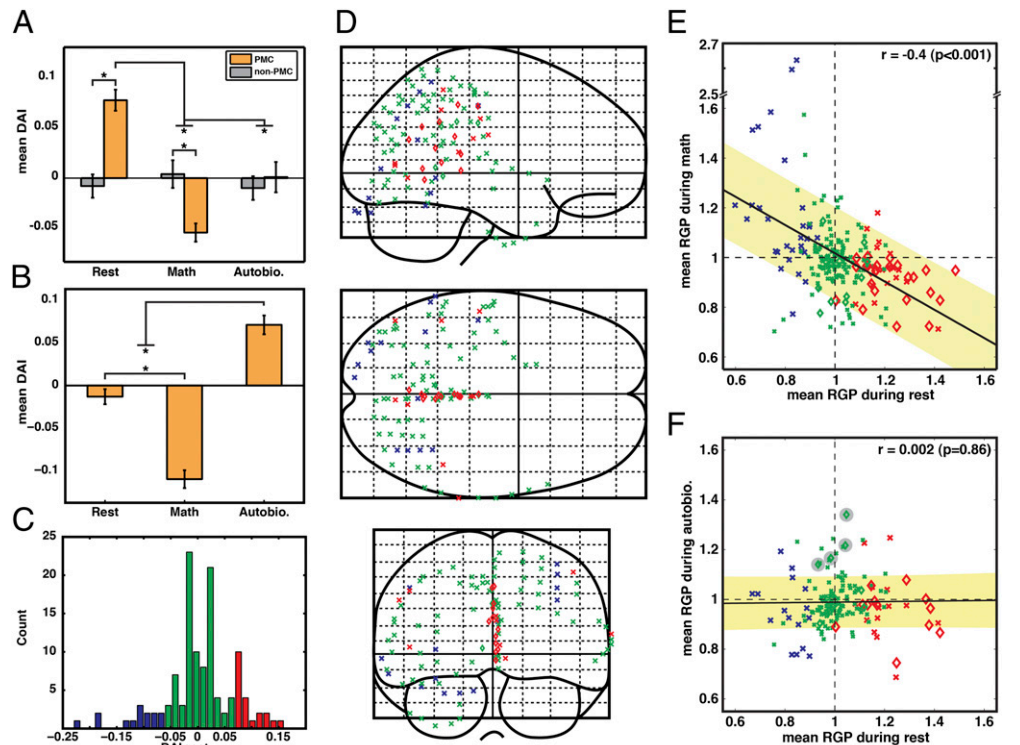 A
mean DAI
0.1
0.05
0
-0.05
PMC
non-PMC
*
*
*
*
Rest Math Autobio.
B
mean DAI
0.1
0.05
0
-0.05
-0.1
*
*
Rest Math Autobio.
C
Count
25
20
15
10
5
-0.25 -0.15 -0.05 0 0.05 0.15
D
E
mean RGP during math
2.7
2.5
1.6
1.4
1.2
1
0.8
0.6
r = -0.4 (p<0.001)
0.6 0.8 1 1.2 1.4 1.6
mean RGP during rest
F
mean RGP during autobio.
1.6
1.4
1.2
1
0.8
0.6
r = 0.002 (p=0.86)
0.6 0.8 1 1.2 1.4 1.6
mean RGP during rest